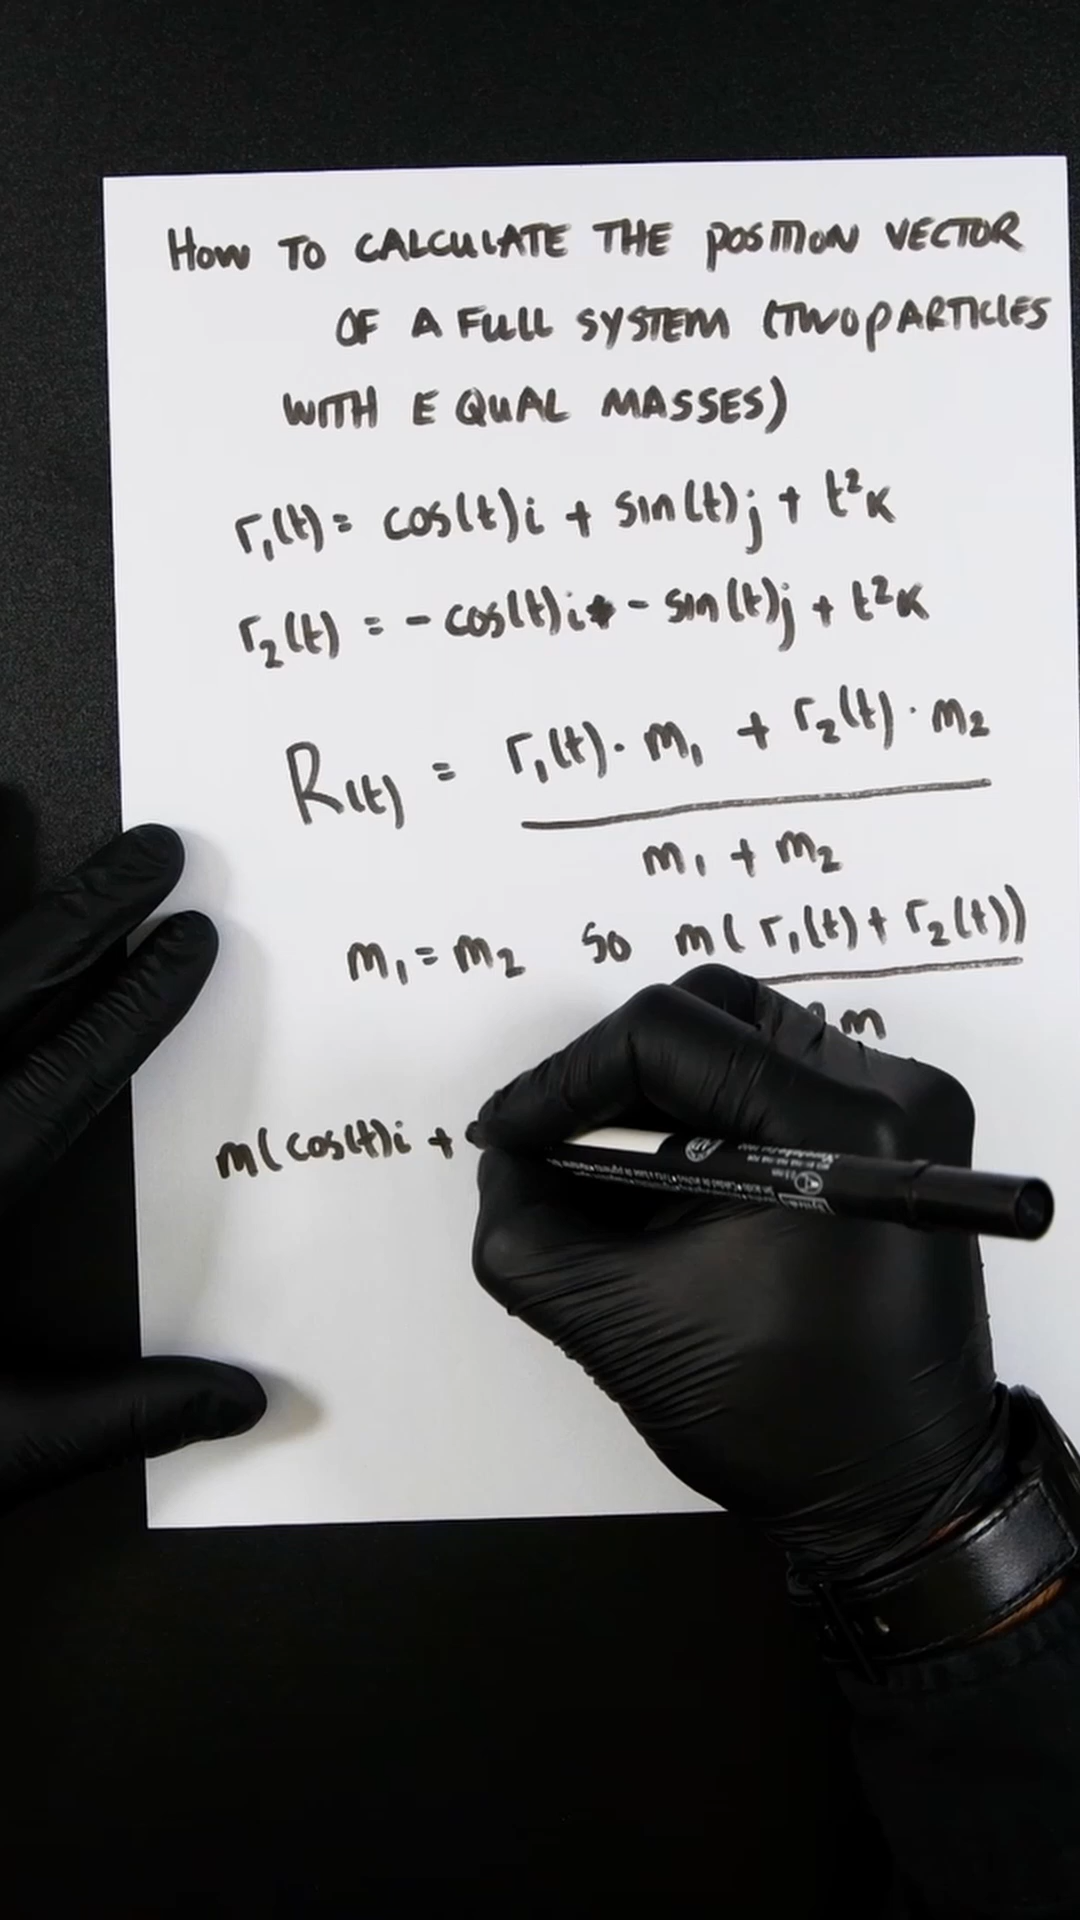 HOW TO CALCULATE THE POSITION VECTOR
OF A FULL SYSTEM (TWO PARTICLES
WITH EQUAL MASSES)
r₁(t) = cos(t)i + sin(t)j + t²k
r₂(t) = - cos(t)i - sin(t)j + t²k
R(t) = r₁(t) · m₁ + r₂(t) · m₂
m₁ + m₂
m₁ = m₂ so m( r₁(t) + r₂(t))
2m
m( cos(t)i +